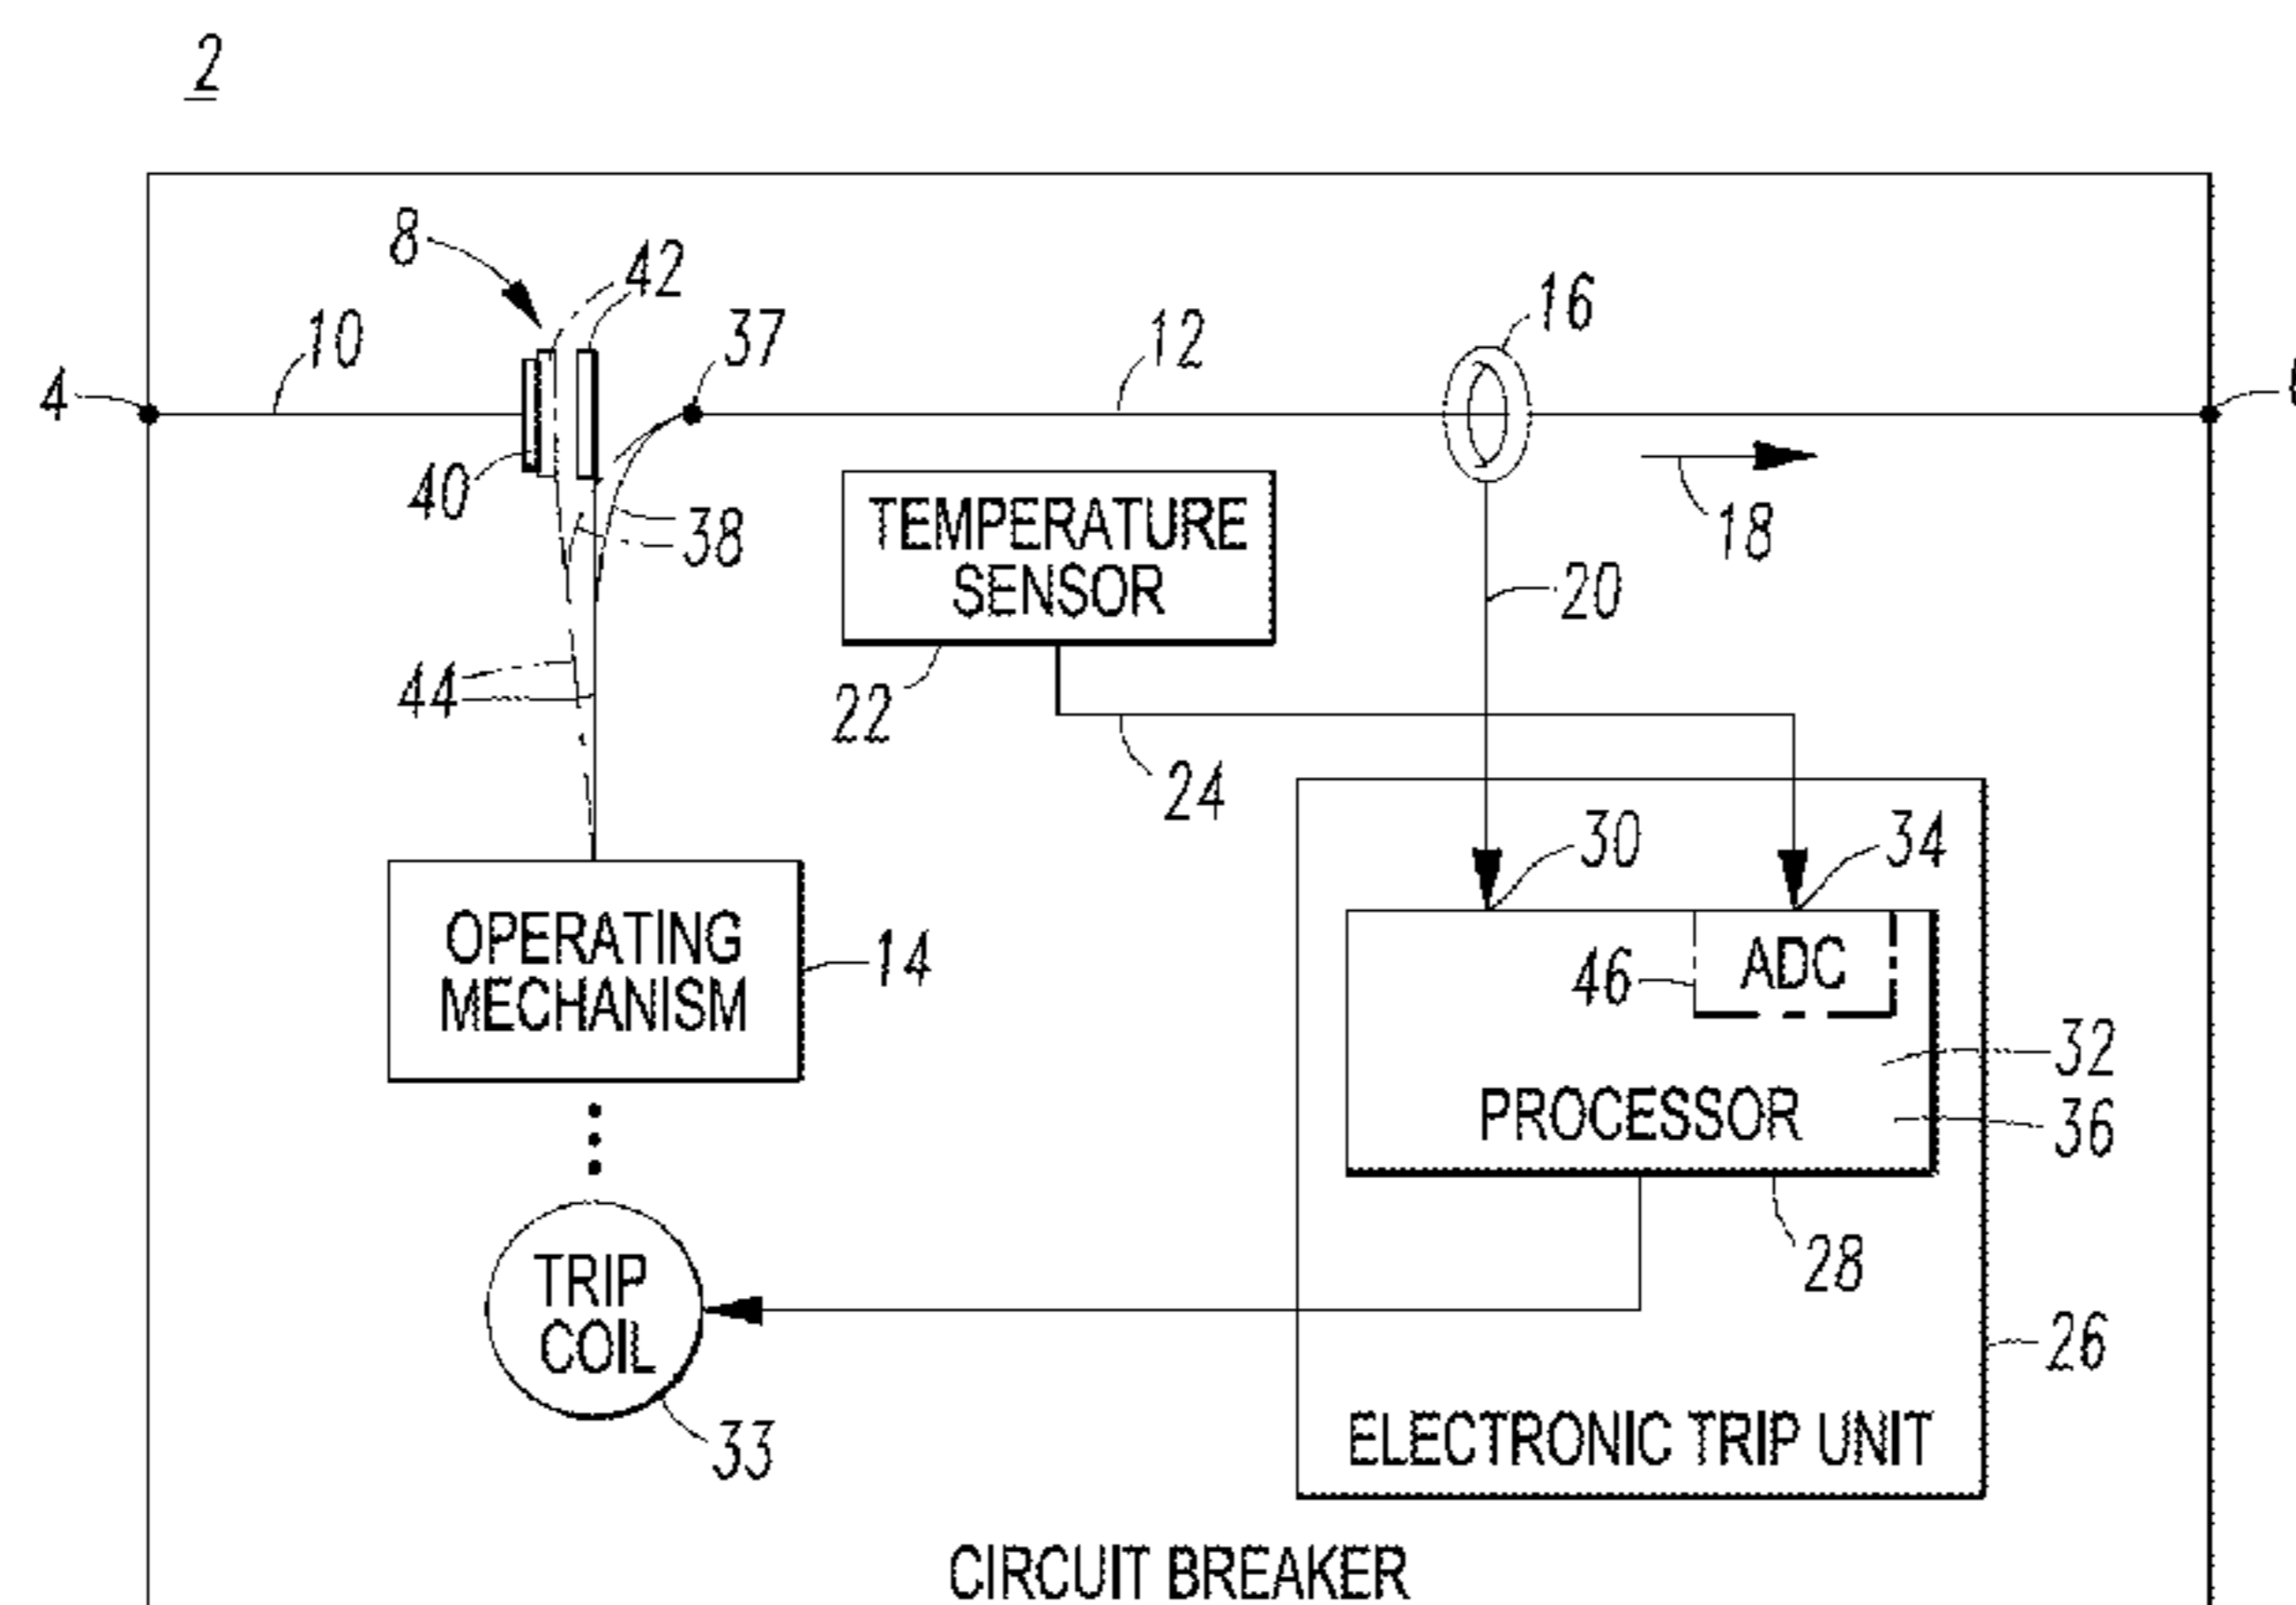 2
8
42
10
37
12
16
4
40
38
18
TEMPERATURE
SENSOR
20
44
22
24
30
34
OPERATING
MECHANISM
14
46
ADC
32
PROCESSOR
36
28
TRIP
COIL
26
33
ELECTRONIC TRIP UNIT
CIRCUIT BREAKER